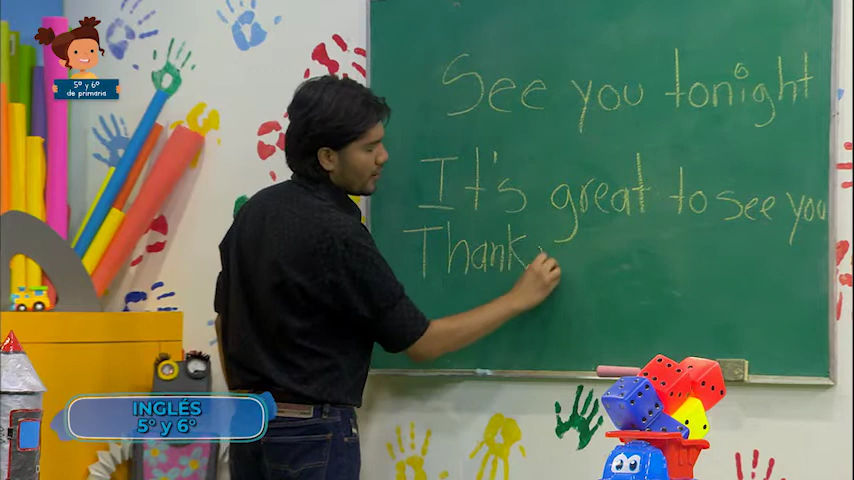 5º y 6º
de primaria
See you tonight
It's great to see you
Thank
INGLÉS
5º y 6º